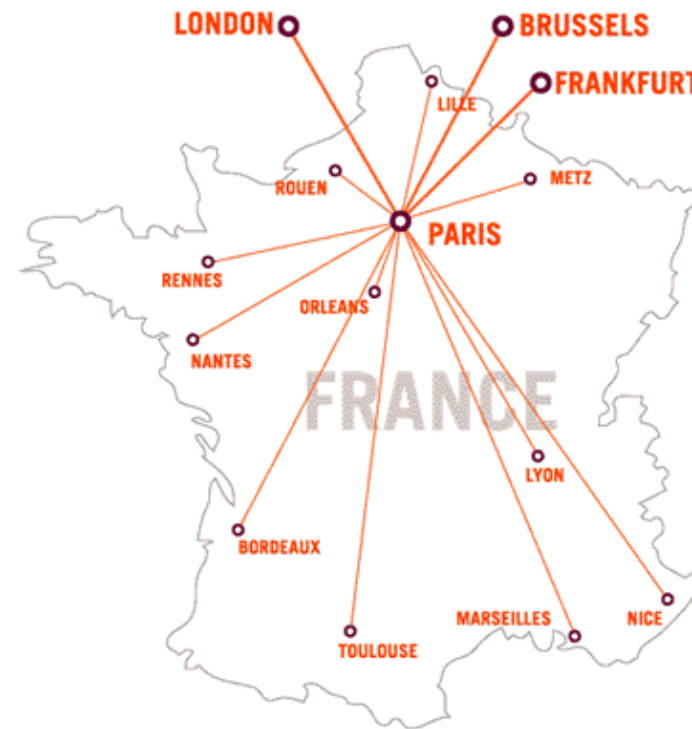 LONDON
BRUSSELS
FRANKFURT
LILLE
ROUEN
METZ
PARIS
RENNES
ORLEANS
NANTES
FRANCE
LYON
BORDEAUX
MARSEILLES
NICE
TOULOUSE